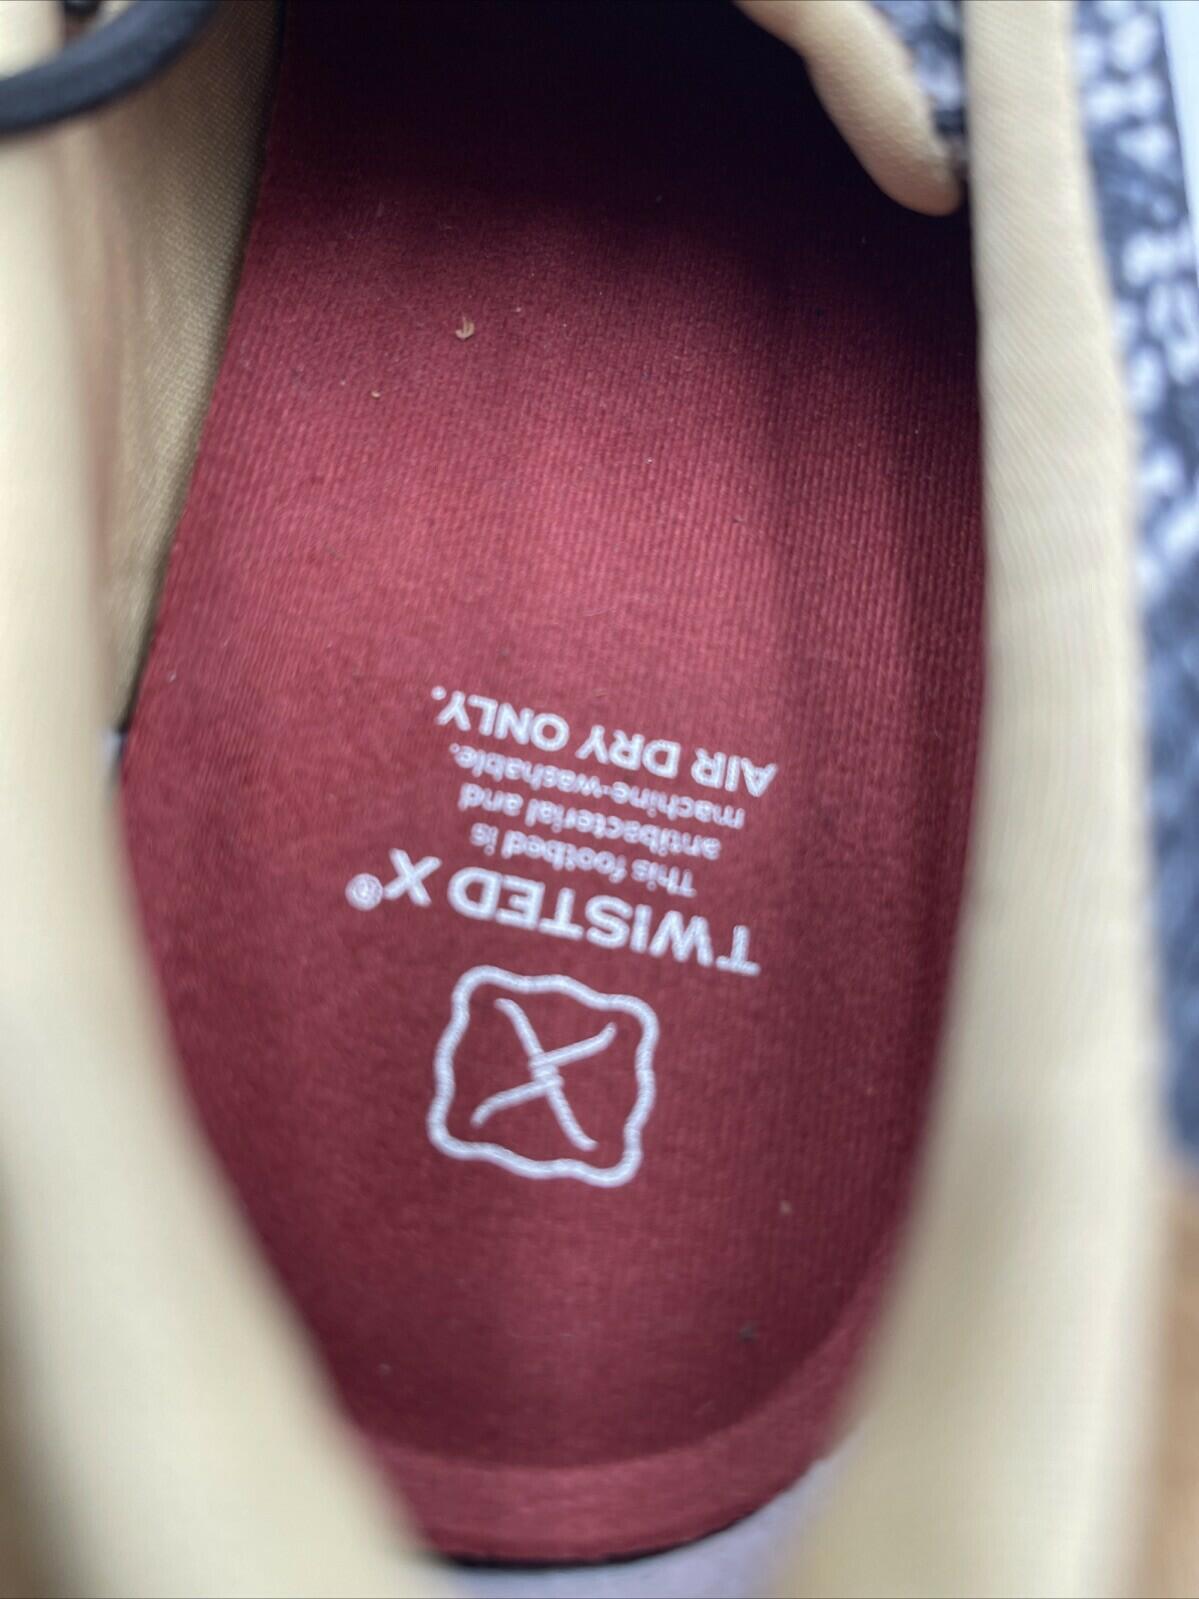 TWISTED X®
This footbed is
antibacterial and
machine-washable.
AIR DRY ONLY.